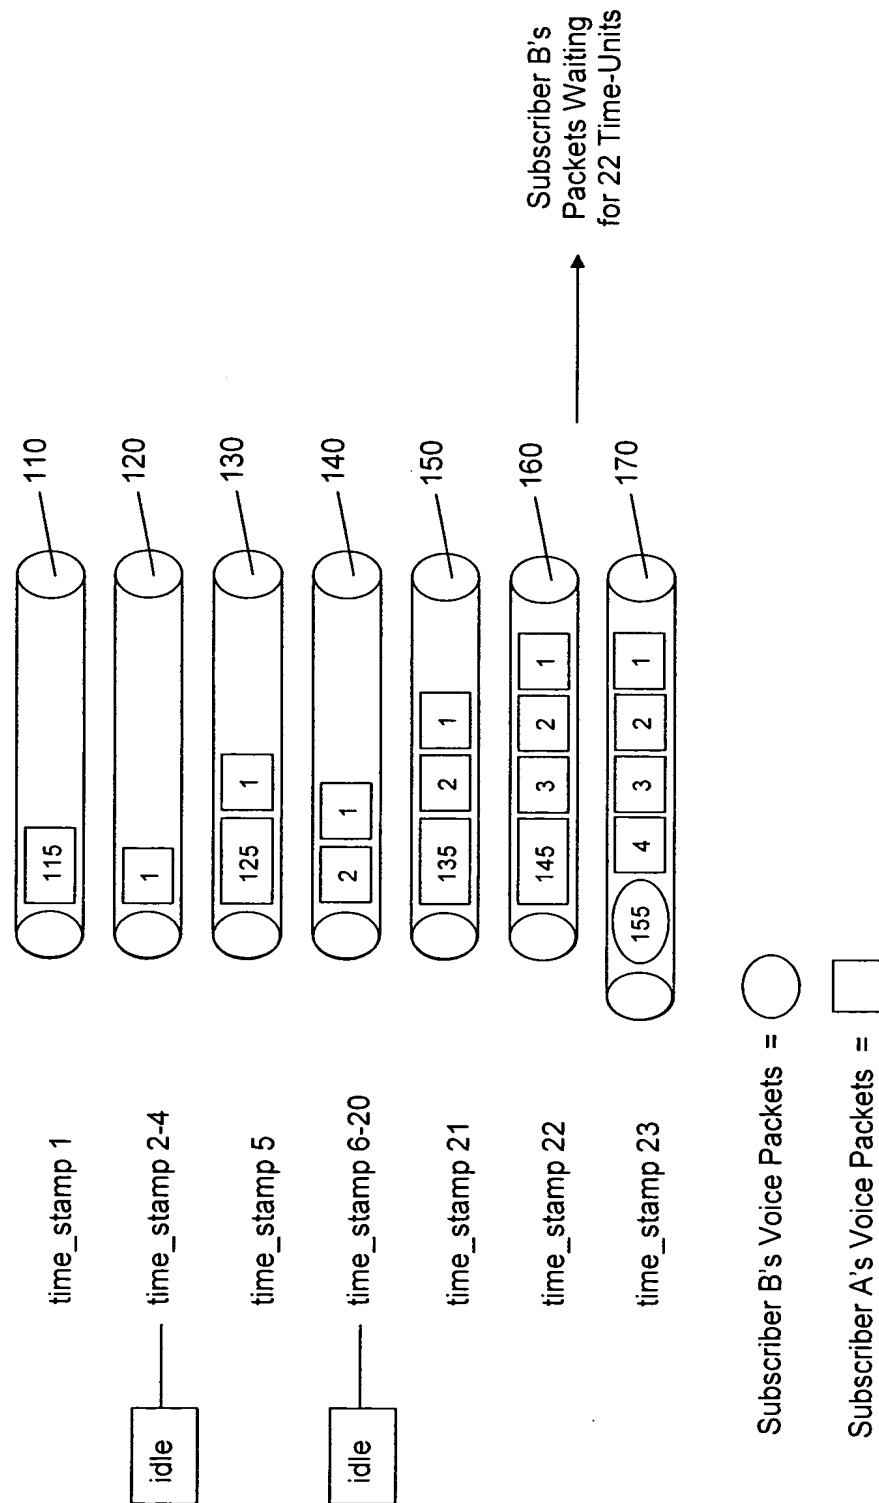 idle
time_stamp 1
time_stamp 2-4
time_stamp 5
idle
time_stamp 6-20
time_stamp 21
time_stamp 22
time_stamp 23
115
110
1
120
125 1
130
2 1
140
135 2 1
150
145 3 2 1
160
155 4 3 2 1
170
Subscriber B's
Packets Waiting
for 22 Time-Units
Subscriber B's Voice Packets =
Subscriber A's Voice Packets =